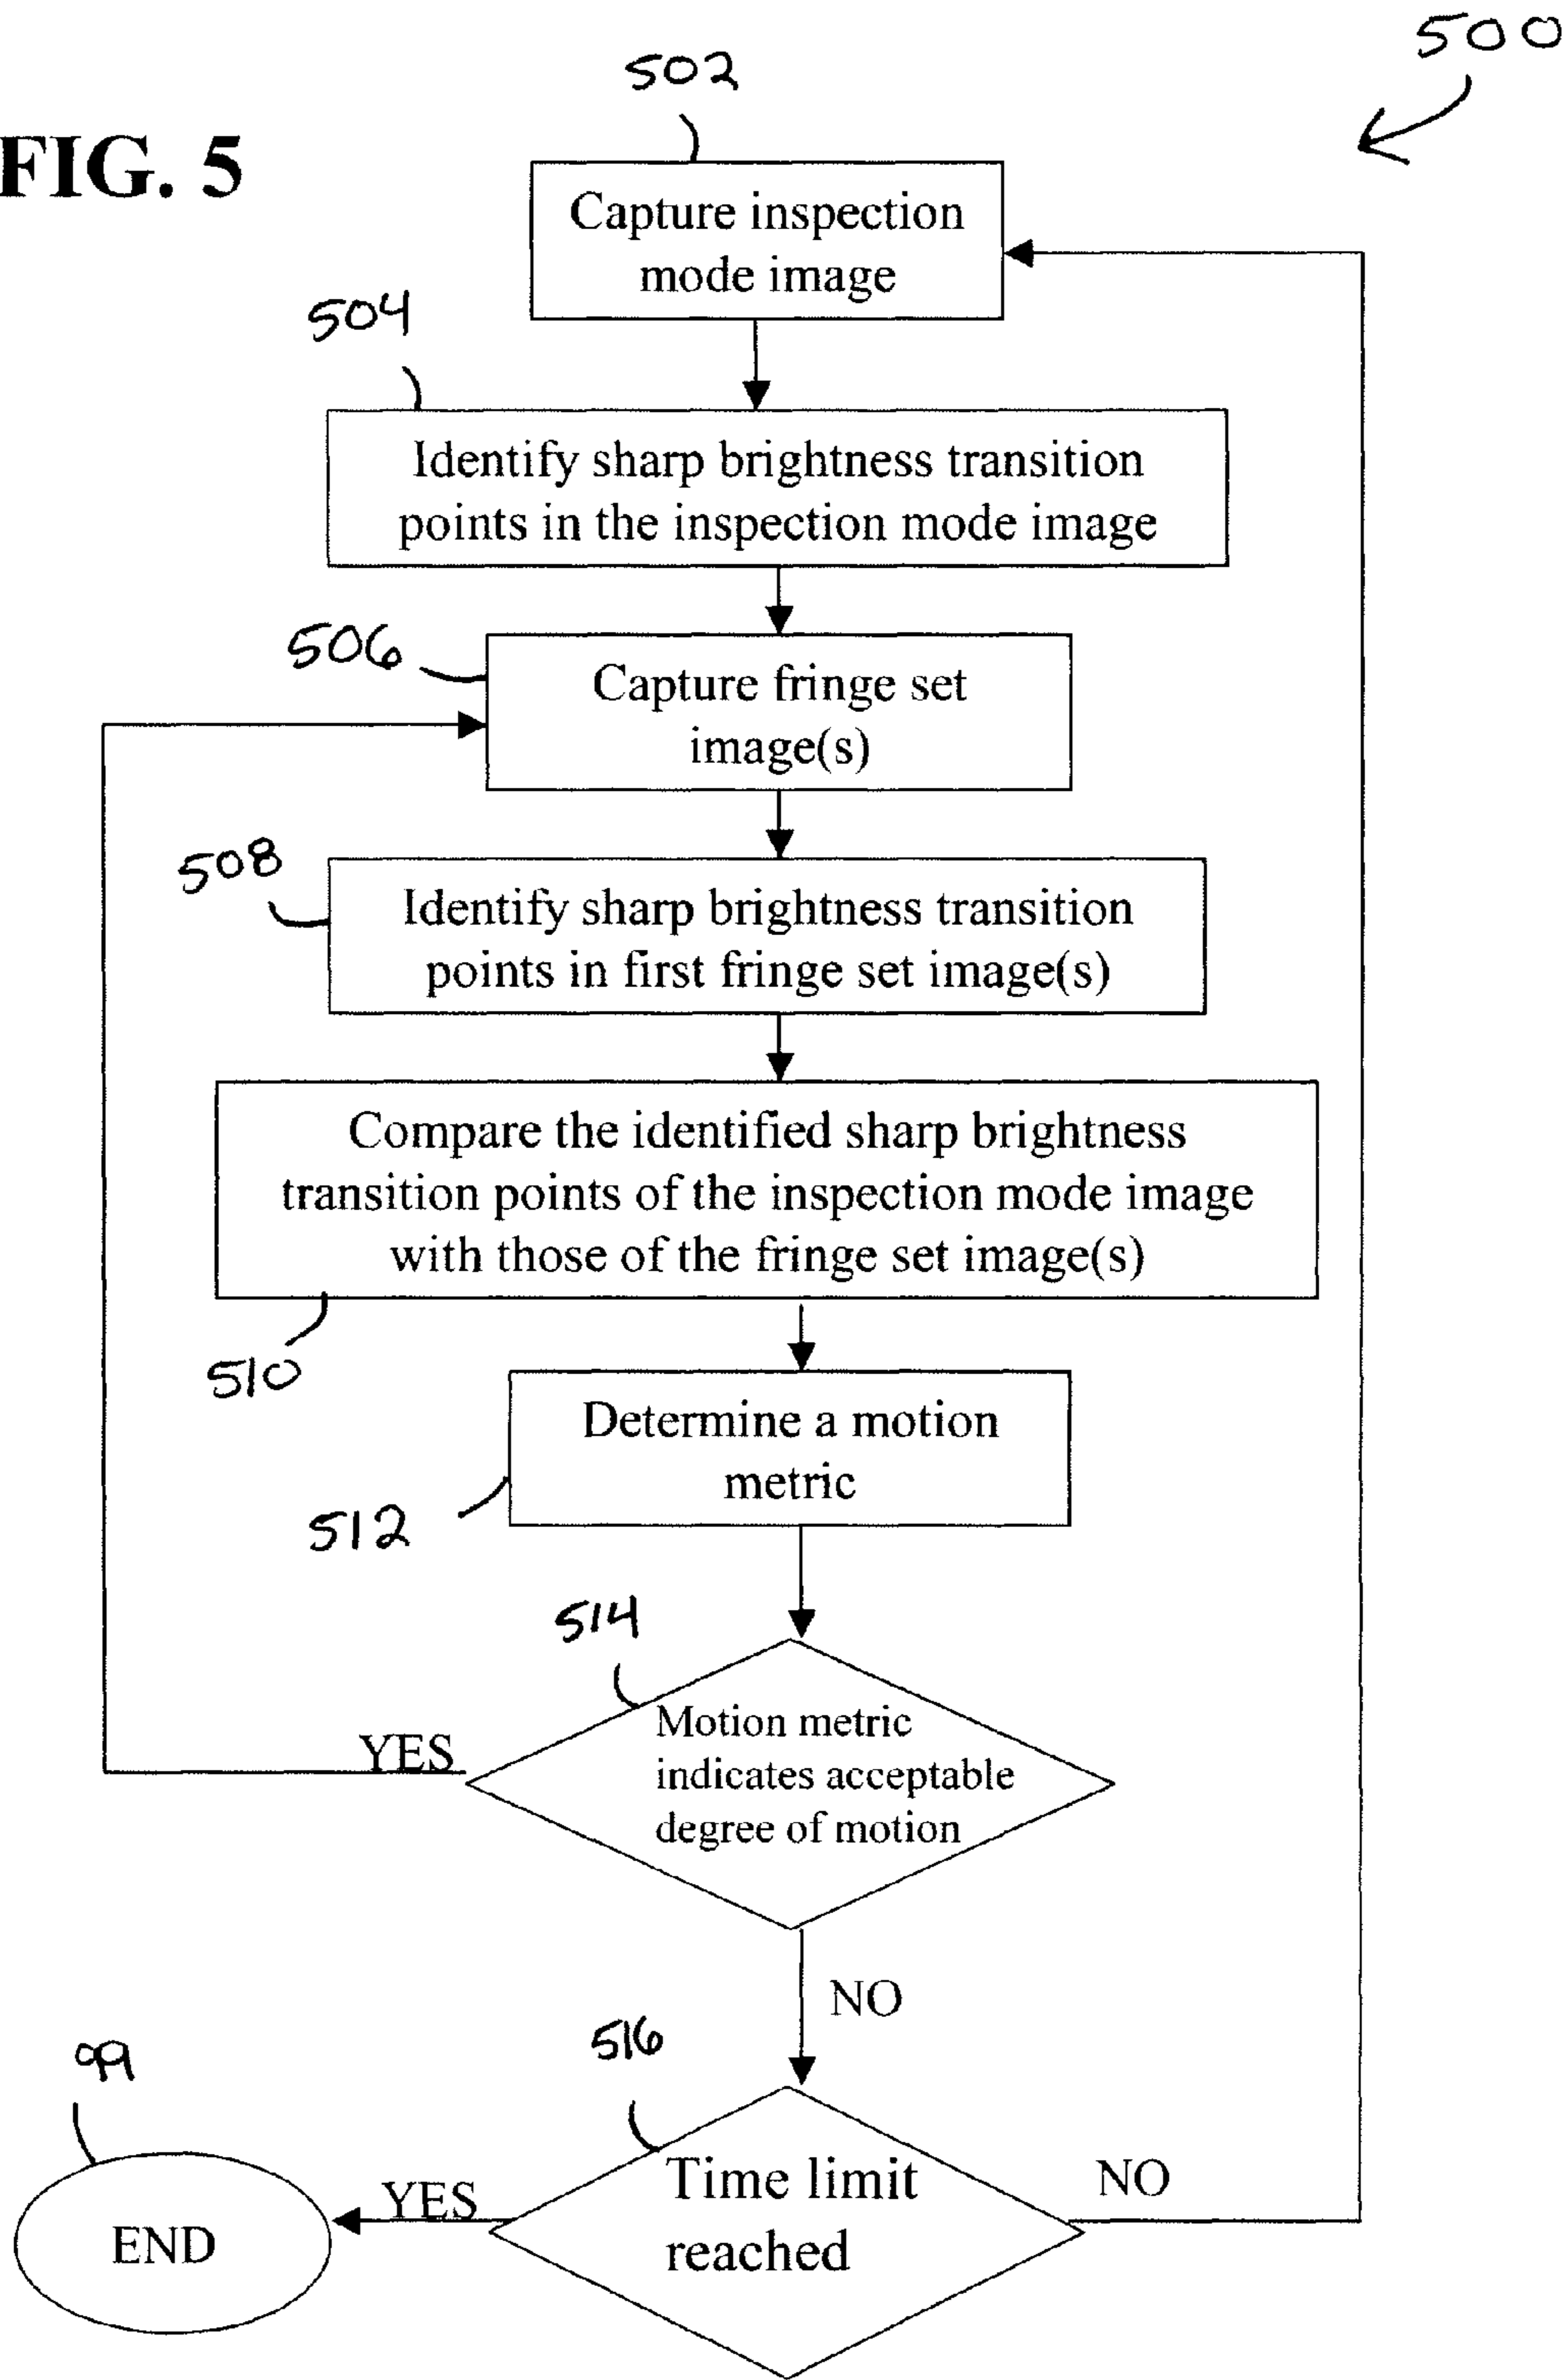 500
502
FIG. 5
Capture inspection
mode image
504
Identify sharp brightness transition
points in the inspection mode image
506
Capture fringe set
image(s)
508
Identify sharp brightness transition
points in first fringe set image(s)
Compare the identified sharp brightness
transition points of the inspection mode image
with those of the fringe set image(s)
510
Determine a motion
metric
512
514
Motion metric
indicates acceptable
degree of motion
YES
NO
516
99
Time limit
reached
YES
NO
END